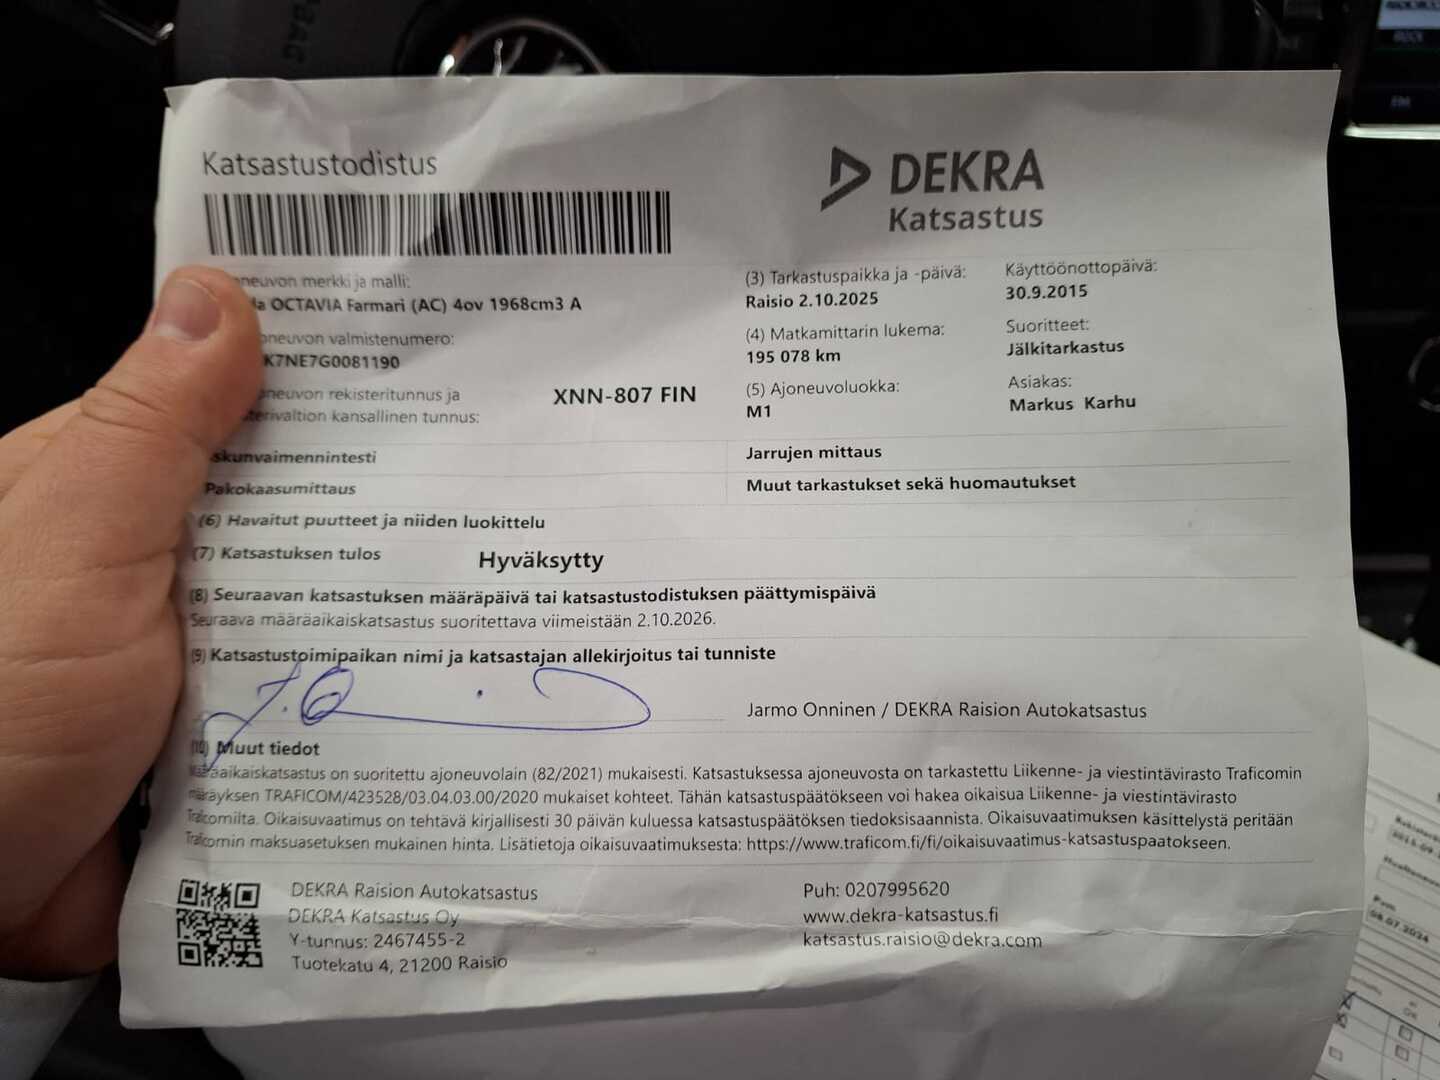 Katsastustodistus
DEKRA
Katsastus
neuvon merkki ja malli:
da OCTAVIA Farmari (AC) 4ov 1968cm3 A
oneuvon valmistenumero:
K7NE7G0081190
oneuvon rekisteritunnus ja
terivaltion kansallinen tunnus:
XNN-807 FIN
(3) Tarkastuspaikka ja -päivä:
Raisio 2.10.2025
(4) Matkamittarin lukema:
195 078 km
(5) Ajoneuvoluokka:
M1
Käyttöönottopäivä:
30.9.2015
Suoritteet:
Jälkitarkastus
Asiakas:
Markus Karhu
skunvaimennintesti
Jarrujen mittaus
Pakokaasumittaus
Muut tarkastukset sekä huomautukset
(6) Havaitut puutteet ja niiden luokittelu
(7) Katsastuksen tulos
Hyväksytty
(8) Seuraavan katsastuksen määräpäivä tai katsastustodistuksen päättymispäivä
Seuraava määräaikaiskatsastus suoritettava viimeistään 2.10.2026.
(9) Katsastustoimipaikan nimi ja katsastajan allekirjoitus tai tunniste
Jarmo Onninen / DEKRA Raision Autokatsastus
(10) Muut tiedot
Määräaikaiskatsastus on suoritettu ajoneuvolain (82/2021) mukaisesti. Katsastuksessa ajoneuvosta on tarkastettu Liikenne- ja viestintävirasto Traficomin
määräyksen TRAFICOM/423528/03.04.03.00/2020 mukaiset kohteet. Tähän katsastuspäätökseen voi hakea oikaisua Liikenne- ja viestintävirasto
Traficomilta. Oikaisuvaatimus on tehtävä kirjallisesti 30 päivän kuluessa katsastuspäätöksen tiedoksisaannista. Oikaisuvaatimuksen käsittelystä peritään
Traficomin maksuasetuksen mukainen hinta. Lisätietoja oikaisuvaatimuksesta: https://www.traficom.fi/fi/oikaisuvaatimus-katsastuspaatokseen.
DEKRA Raision Autokatsastus
DEKRA Katsastus Oy
Y-tunnus: 2467455-2
Tuotekatu 4, 21200 Raisio
Puh: 0207995620
www.dekra-katsastus.fi
katsastus.raisio@dekra.com
Pvm
08.07.2024